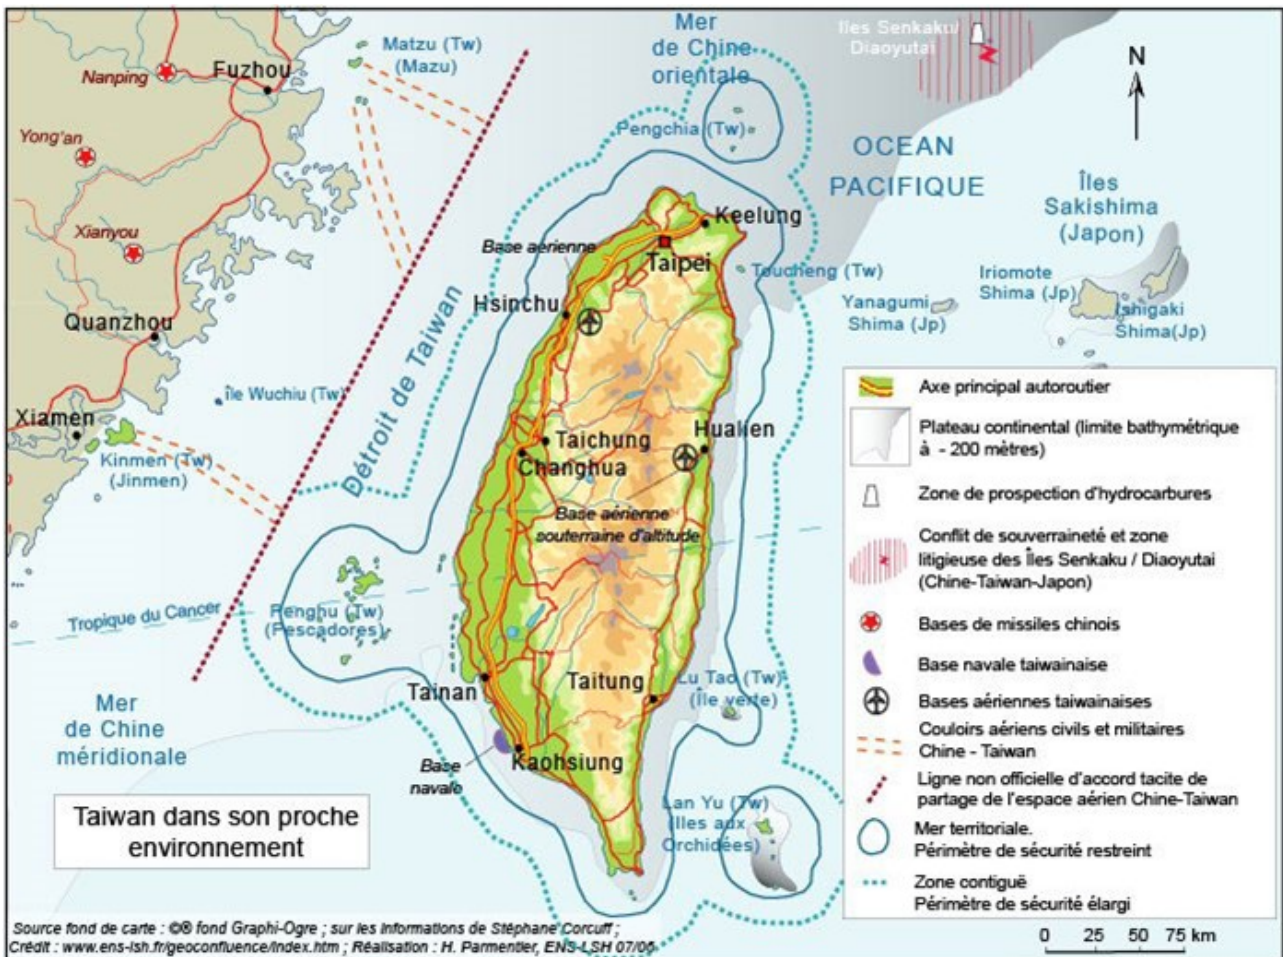 Matzu (Tw)
(Mazu)
Mer
de Chine
orientale
îles Senkaku/
Diaoyutai
N
Nanping
Fuzhou
Yong'an
Pengchia (Tw)
OCEAN
PACIFIQUE
Îles
Sakishima
(Japon)
Xianyou
Base aérienne
Keelung
Taipei
Toucheng (Tw)
Iriomote
Shima (Jp)
Yanagumi
Shima (Jp)
Ishigaki
Shima(Jp)
Hsinchu
Quanzhou
Détroit de Taiwan
île Wuchiu (Tw)
Xiamen
Kinmen (Tw)
(Jinmen)
Taichung
Changhua
Hualien
Base aérienne
souterraine d'altitude
Tropique du Cancer
Penghu (Tw)
(Pescadores)
Tainan
Taitung
Lu Tao (Tw)
(Île verte)
Mer
de Chine
méridionale
Base
navale
Kaohsiung
Lan Yu (Tw)
(Iles aux
Orchidées)
Taiwan dans son proche
environnement
Axe principal autoroutier
Plateau continental (limite bathymétrique
à - 200 mètres)
Zone de prospection d'hydrocarbures
Conflit de souverraineté et zone
litigieuse des Îles Senkaku / Diaoyutai
(Chine-Taiwan-Japon)
Bases de missiles chinois
Base navale taiwainaise
Bases aériennes taiwainaises
Couloirs aériens civils et militaires
Chine - Taiwan
Ligne non officielle d'accord tacite de
partage de l'espace aérien Chine-Taiwan
Mer territoriale.
Périmètre de sécurité restreint
Zone contiguë
Périmètre de sécurité élargi
0 25 50 75 km
Source fond de carte : ©® fond Graphi-Ogre ; sur les informations de Stéphane Corcuff ;
Crédit : www.ens-lsh.fr/geoconfluence/index.htm ; Réalisation : H. Parmentier, ENS-LSH 07/06